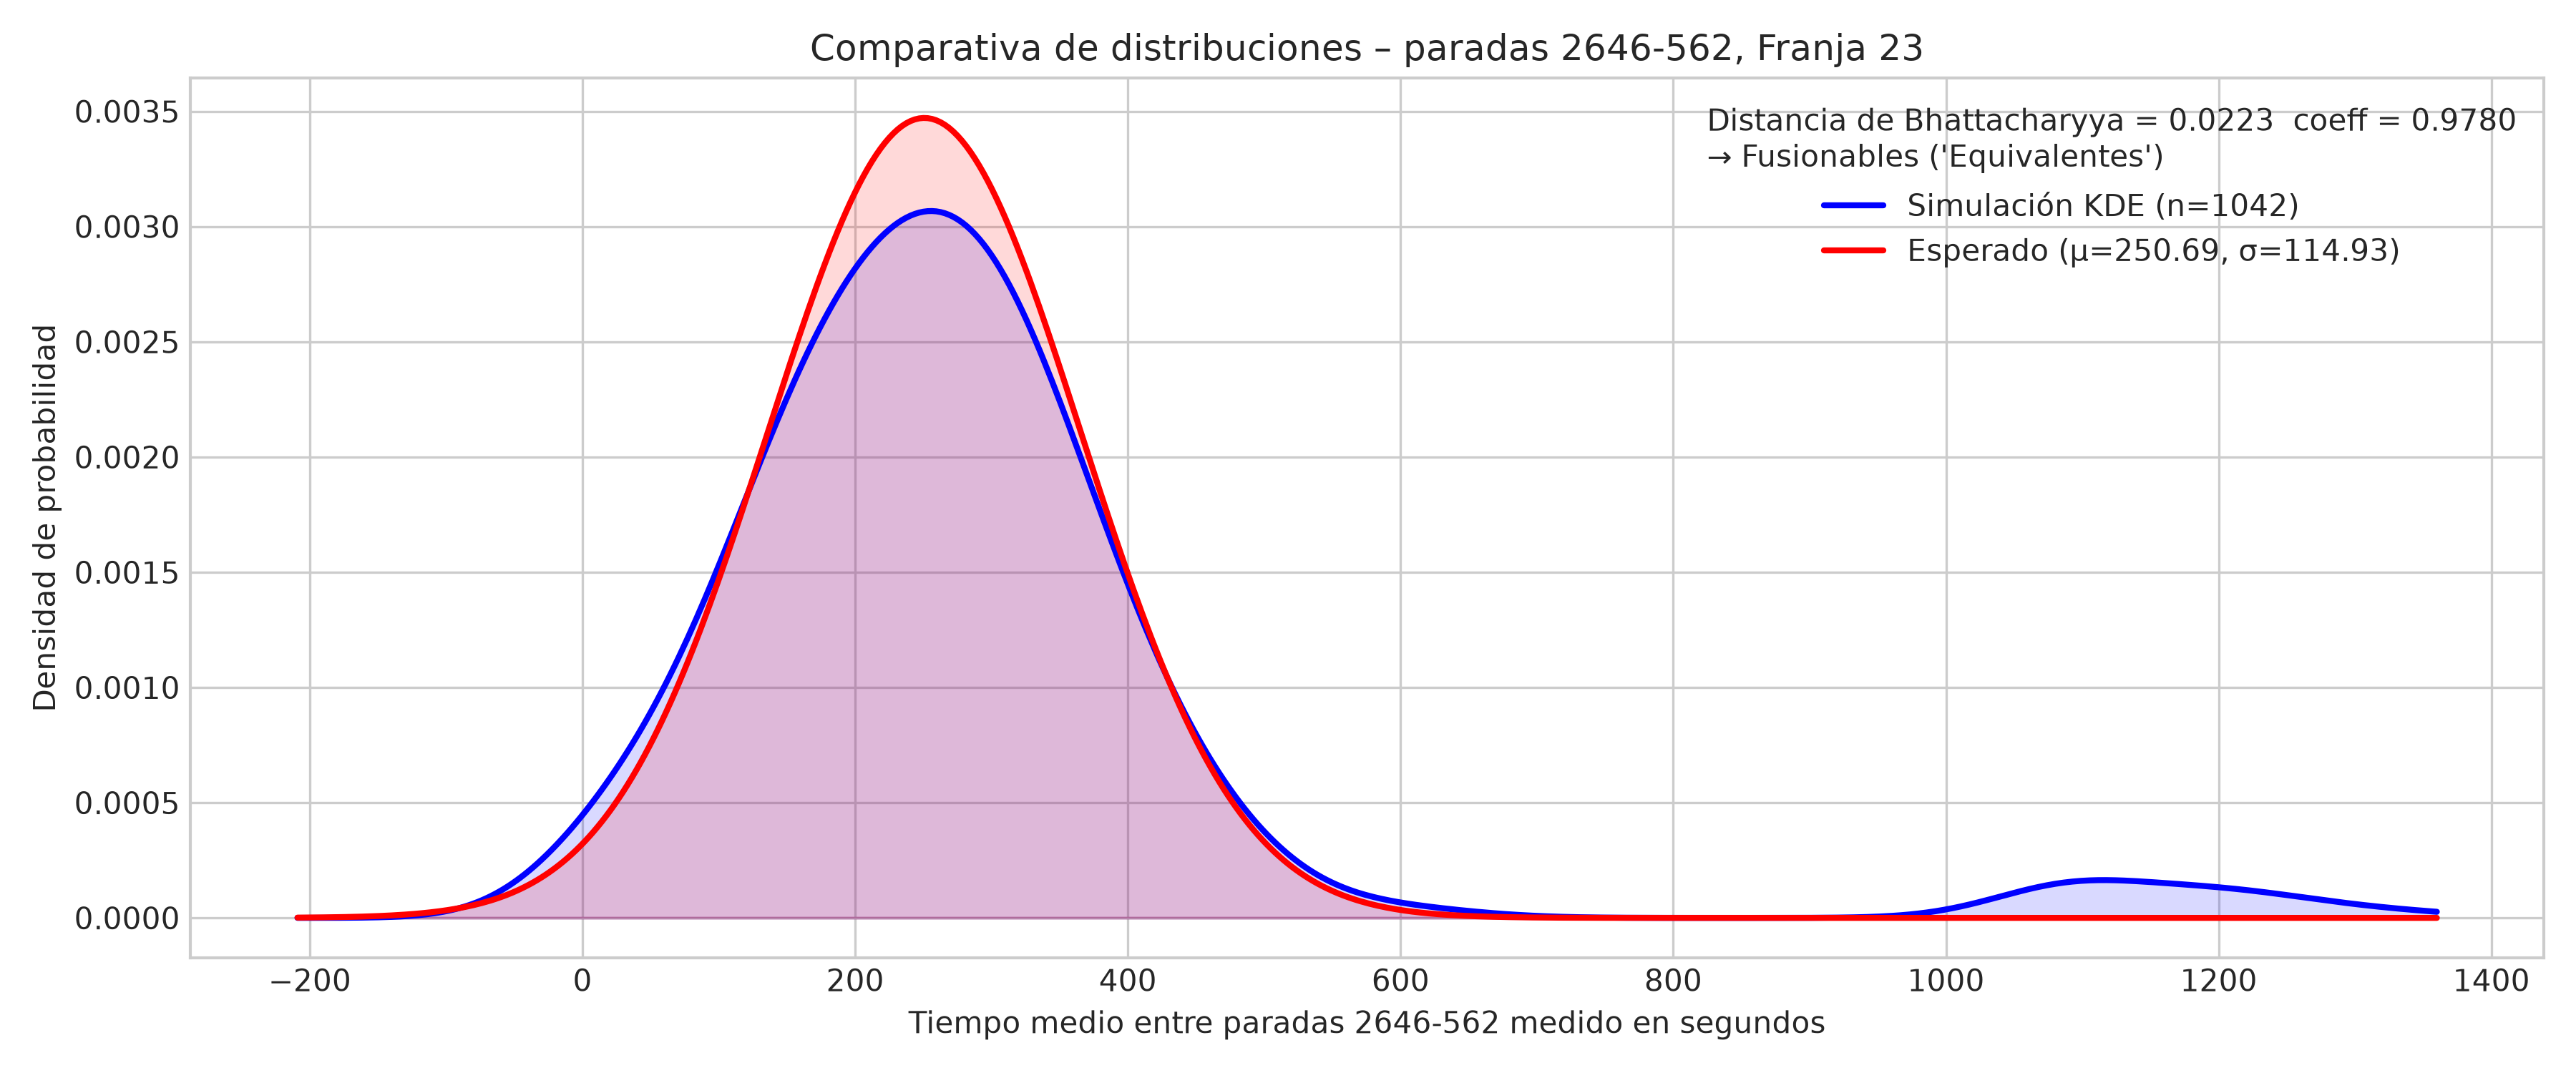 Comparativa de distribuciones – paradas 2646-562, Franja 23
Distancia de Bhattacharyya = 0.0223  coeff = 0.9780
→ Fusionables ('Equivalentes')
Simulación KDE (n=1042)
Esperado (μ=250.69, σ=114.93)
Densidad de probabilidad
0.0035
0.0030
0.0025
0.0020
0.0015
0.0010
0.0005
0.0000
−200 0 200 400 600 800 1000 1200 1400
Tiempo medio entre paradas 2646-562 medido en segundos